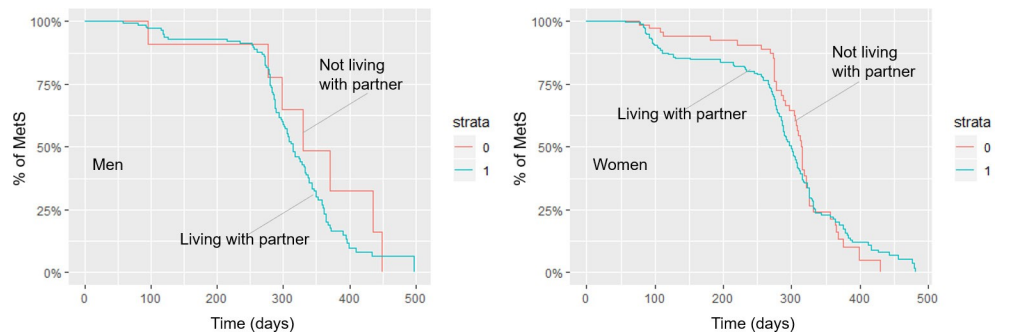 % of MetS
100%
75%
50%
25%
0%
Not living
with partner
Men
Living with partner
0
100
200
300
400
500
Time (days)
strata
0
1
% of MetS
100%
75%
50%
25%
0%
Not living
with partner
Living with partner
Women
0
100
200
300
400
500
Time (days)
strata
0
1